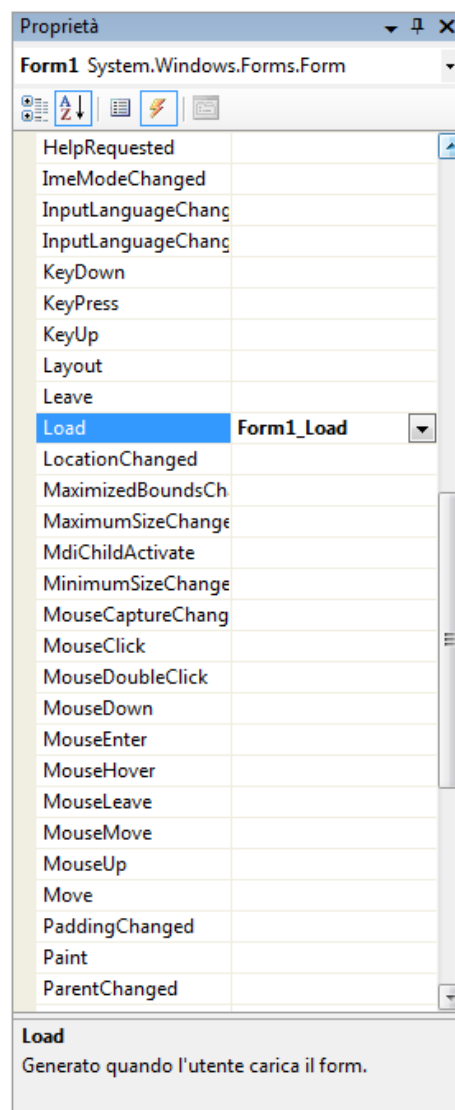 Proprietà
Form1 System.Windows.Forms.Form
HelpRequested
ImeModeChanged
InputLanguageChang
InputLanguageChang
KeyDown
KeyPress
KeyUp
Layout
Leave
Load Form1_Load
LocationChanged
MaximizedBoundsCh
MaximumSizeChange
MdiChildActivate
MinimumSizeChange
MouseCaptureChang
MouseClick
MouseDoubleClick
MouseDown
MouseEnter
MouseHover
MouseLeave
MouseMove
MouseUp
Move
PaddingChanged
Paint
ParentChanged
Load
Generato quando l'utente carica il form.